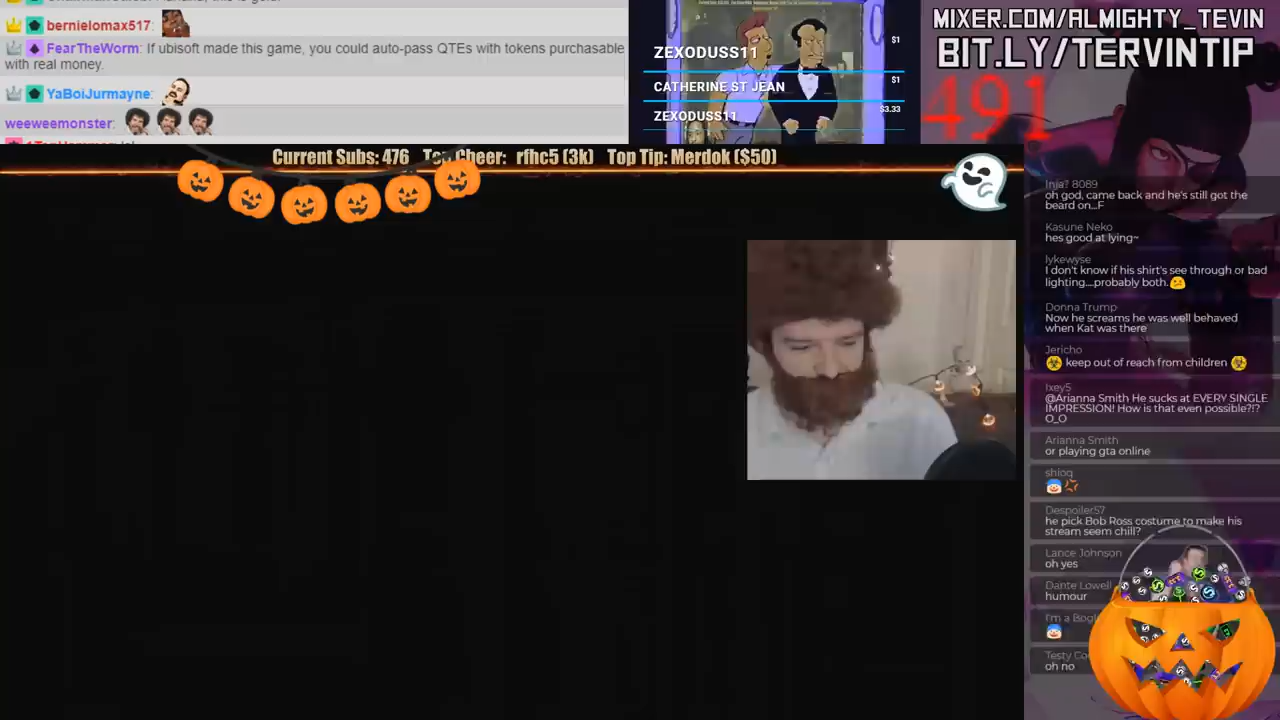 bernielomax517:
FearTheWorm: If ubisoft made this game, you could auto-pass QTEs with tokens purchasable
with real money.
YaBoiJurmayne:
weeweemonster:
ZEXODUSS11 $1
CATHERINE ST JEAN $1
ZEXODUSS11 $3.33
MIXER.COM/ALMIGHTY_TEVIN
BIT.LY/TERVINTIP
491
Current Subs: 476 Top Cheer: rfhc5 (3k) Top Tip: Merdok ($50)
Inja? 8089
oh god, came back and he's still got the
beard on...F
Kasune Neko
hes good at lying~
lykewyse
I don't know if his shirt's see through or bad
lighting....probably both.
Donna Trump
Now he screams he was well behaved
when Kat was there
Jericho
keep out of reach from children
Ixey5
@Arianna Smith He sucks at EVERY SINGLE
IMPRESSION! How is that even possible?!?
O_O
Arianna Smith
or playing gta online
shiog
Despoiler57
he pick Bob Ross costume to make his
stream seem chill?
Lance Johnson
oh yes
Dante Lowell
humour
I'm a
Testy
oh no